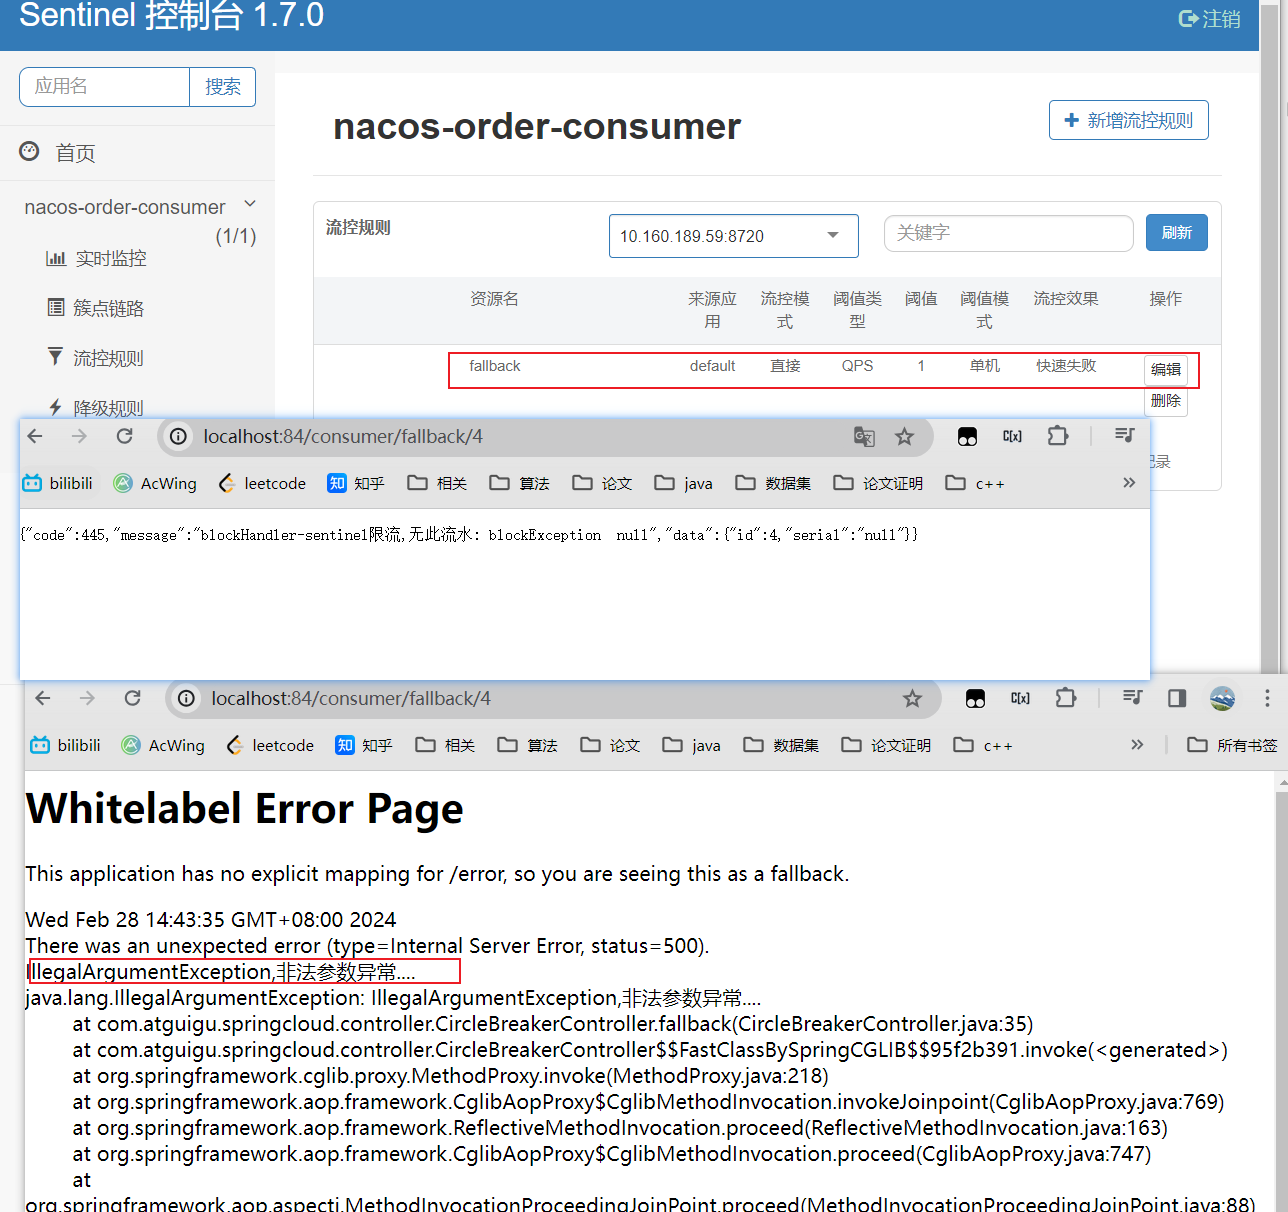 Sentinel 控制台 1.7.0
注销
应用名
搜索
nacos-order-consumer
新增流控规则
首页
nacos-order-consumer
(1/1)
实时监控
簇点链路
流控规则
降级规则
流控规则
10.160.189.59:8720
关键字
刷新
资源名 来源应用 流控模式 阈值类型 阈值 阈值模式 流控效果 操作
fallback default 直接 QPS 1 单机 快速失败 编辑
删除
记录
localhost:84/consumer/fallback/4
C[x]
bilibili AcWing leetcode 知 知乎 相关 算法 论文 java 数据集 论文证明 c++
{"code":445,"message":"blockHandler-sentinel限流,无此流水: blockException  null","data":{"id":4,"serial":"null"}}
localhost:84/consumer/fallback/4
C[x]
bilibili AcWing leetcode 知 知乎 相关 算法 论文 java 数据集 论文证明 c++ 所有书签
Whitelabel Error Page
This application has no explicit mapping for /error, so you are seeing this as a fallback.
Wed Feb 28 14:43:35 GMT+08:00 2024
There was an unexpected error (type=Internal Server Error, status=500).
IllegalArgumentException,非法参数异常....
java.lang.IllegalArgumentException: IllegalArgumentException,非法参数异常....
at com.atguigu.springcloud.controller.CircleBreakerController.fallback(CircleBreakerController.java:35)
at com.atguigu.springcloud.controller.CircleBreakerController$$FastClassBySpringCGLIB$$95f2b391.invoke(<generated>)
at org.springframework.cglib.proxy.MethodProxy.invoke(MethodProxy.java:218)
at org.springframework.aop.framework.CglibAopProxy$CglibMethodInvocation.invokeJoinpoint(CglibAopProxy.java:769)
at org.springframework.aop.framework.ReflectiveMethodInvocation.proceed(ReflectiveMethodInvocation.java:163)
at org.springframework.aop.framework.CglibAopProxy$CglibMethodInvocation.proceed(CglibAopProxy.java:747)
at
org.springframework.aop.aspectj.MethodInvocationProceedingJoinPoint.proceed(MethodInvocationProceedingJoinPoint.java:88)